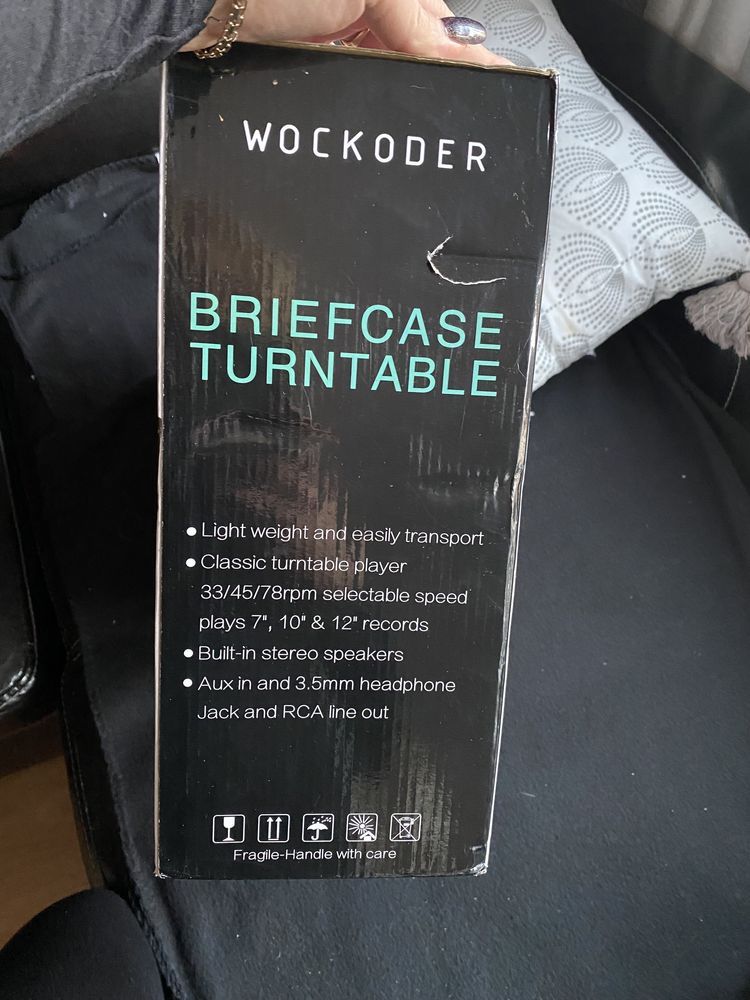 WOCKODER
BRIEFCASE
TURNTABLE
• Light weight and easily transport
• Classic turntable player
33/45/78rpm selectable speed
plays 7", 10" & 12" records
• Built-in stereo speakers
• Aux in and 3.5mm headphone
Jack and RCA line out
Fragile-Handle with care